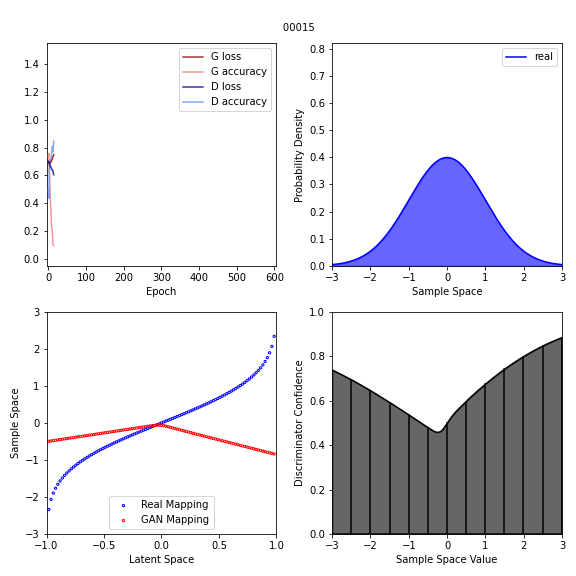 00015
G loss
G accuracy
D loss
D accuracy
1.4
1.2
1.0
0.8
0.6
0.4
0.2
0.0
0 100 200 300 400 500 600
Epoch
real
Probability Density
0.8
0.7
0.6
0.5
0.4
0.3
0.2
0.1
0.0
−3 −2 −1 0 1 2 3
Sample Space
Sample Space
3
2
1
0
−1
−2
−3
Real Mapping
GAN Mapping
−1.0 −0.5 0.0 0.5 1.0
Latent Space
Discriminator Confidence
1.0
0.8
0.6
0.4
0.2
0.0
−3 −2 −1 0 1 2 3
Sample Space Value